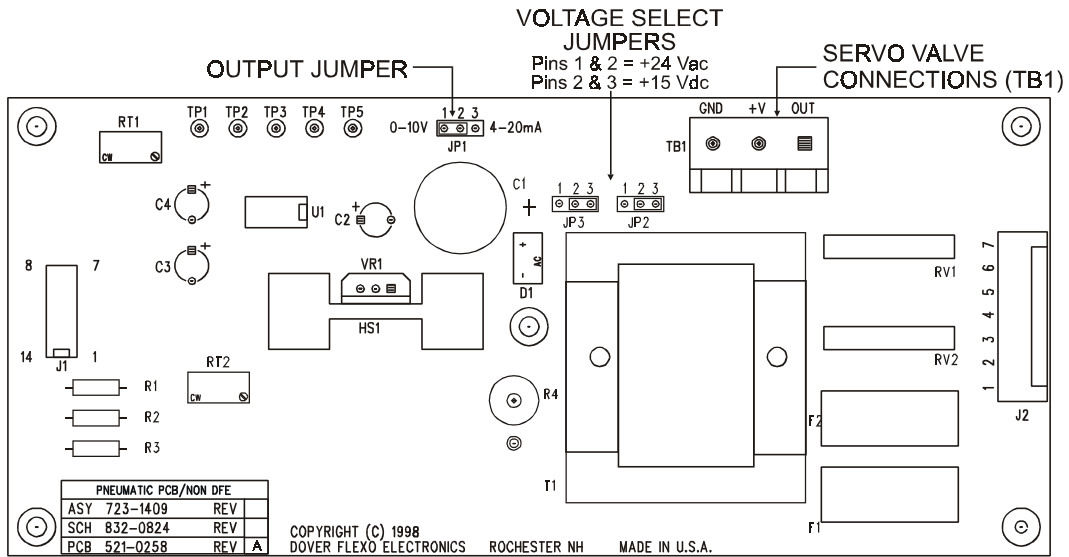 VOLTAGE SELECT
JUMPERS
Pins 1 & 2 = +24 Vac
Pins 2 & 3 = +15 Vdc
OUTPUT JUMPER
SERVO VALVE
CONNECTIONS (TB1)
RT1
CW
TP1 TP2 TP3 TP4 TP5
0-10V
1 2 3
4-20mA
JP1
GND +V OUT
TB1
C4
+
U1
C2
+
C1
+
1 2 3
JP3
1 2 3
JP2
C3
+
VR1
HS1
+
-
AC
D1
RV1
RV2
7
6
5
4
3
2
1
J2
8 7
14 1
J1
RT2
CW
R1
R2
R3
R4
T1
F2
F1
PNEUMATIC PCB/NON DFE
ASY 723-1409 REV
SCH 832-0824 REV
PCB 521-0258 REV A
COPYRIGHT (C) 1998
DOVER FLEXO ELECTRONICS ROCHESTER NH MADE IN U.S.A.